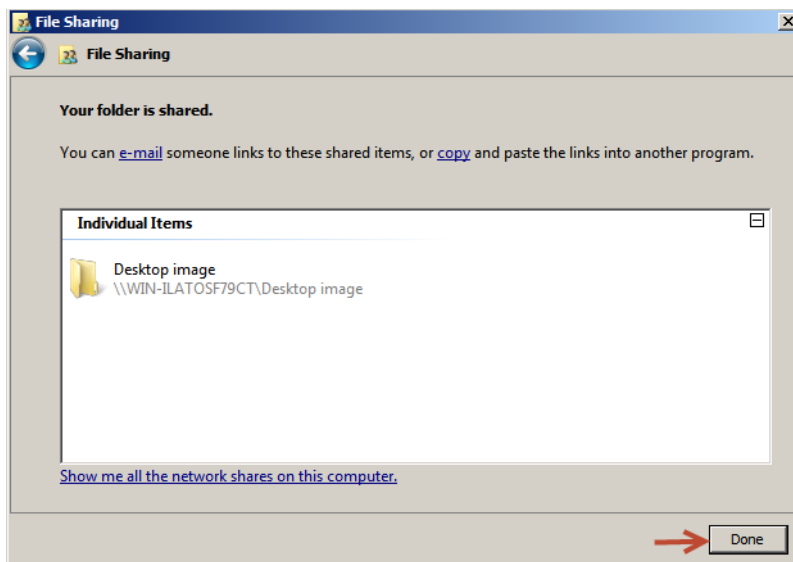 File Sharing
File Sharing
Your folder is shared.
You can e-mail someone links to these shared items, or copy and paste the links into another program.
Individual Items
Desktop image
\\WIN-ILATOSF79CT\Desktop image
Show me all the network shares on this computer.
Done